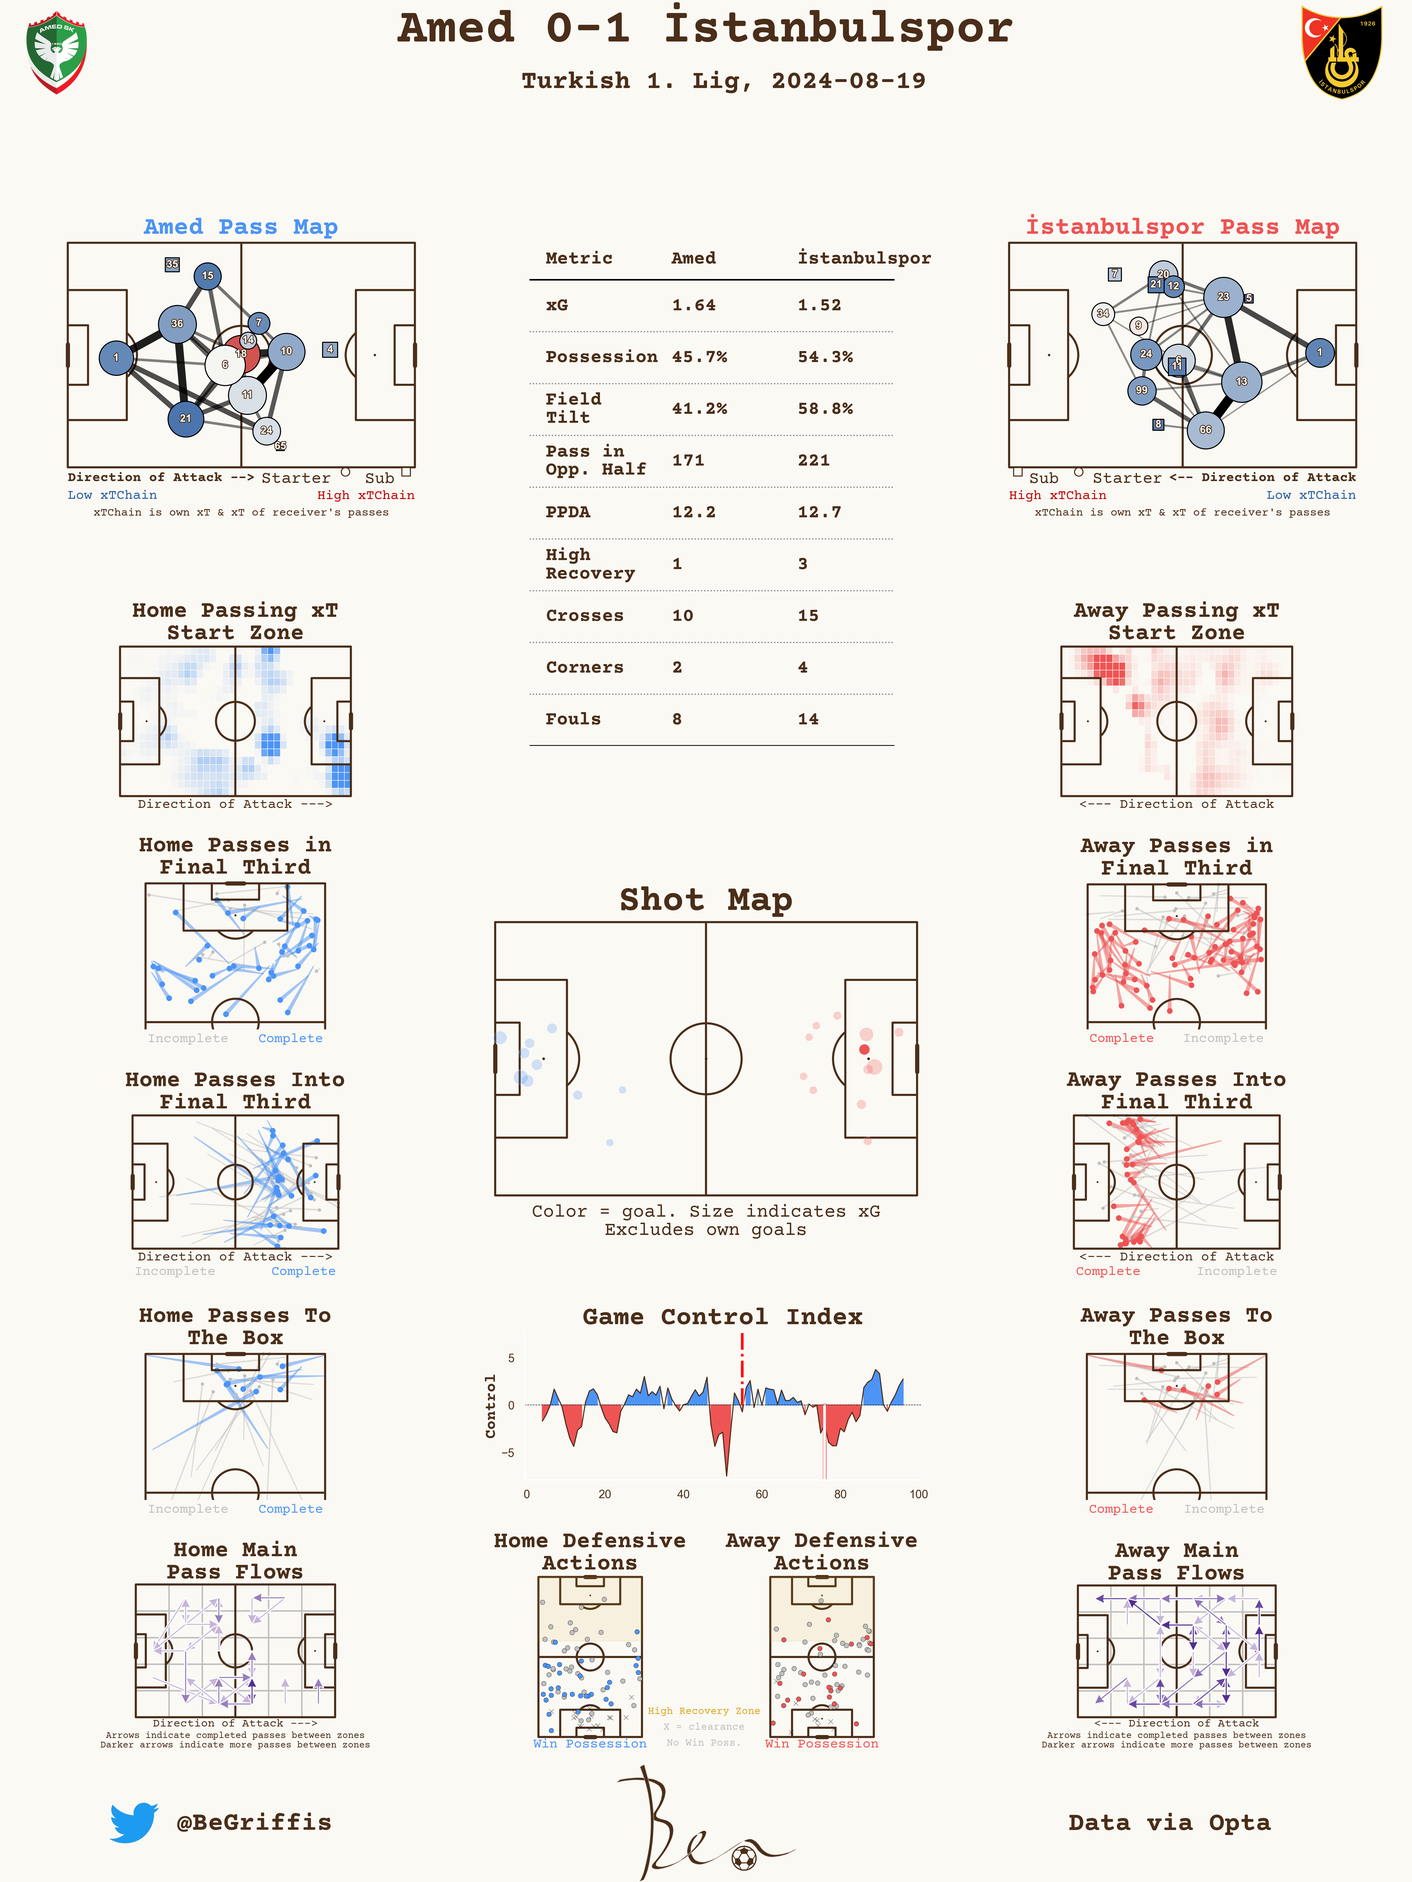 Amed 0-1 İstanbulspor
Turkish 1. Lig, 2024-08-19
AMED SK
1926
İSTANBULSPOR
Amed Pass Map
35
15
36
7
14
18
10
4
1
6
11
21
24
65
Direction of Attack --> Starter Sub
Low xTChain High xTChain
xTChain is own xT & xT of receiver's passes
Metric Amed İstanbulspor
xG 1.64 1.52
Possession 45.7% 54.3%
Field
Tilt 41.2% 58.8%
Pass in
Opp. Half 171 221
PPDA 12.2 12.7
High
Recovery 1 3
Crosses 10 15
Corners 2 4
Fouls 8 14
İstanbulspor Pass Map
7
20
21
12
23
5
34
9
24
6
11
1
99
13
8
66
Sub Starter <-- Direction of Attack
High xTChain Low xTChain
xTChain is own xT & xT of receiver's passes
Home Passing xT
Start Zone
Direction of Attack --->
Away Passing xT
Start Zone
<--- Direction of Attack
Home Passes in
Final Third
Incomplete Complete
Away Passes in
Final Third
Complete Incomplete
Shot Map
Color = goal. Size indicates xG
Excludes own goals
Home Passes Into
Final Third
Direction of Attack --->
Incomplete Complete
Away Passes Into
Final Third
<--- Direction of Attack
Complete Incomplete
Home Passes To
The Box
Incomplete Complete
Game Control Index
Control
5
0
−5
0 20 40 60 80 100
Away Passes To
The Box
Complete Incomplete
Home Main
Pass Flows
Direction of Attack --->
Arrows indicate completed passes between zones
Darker arrows indicate more passes between zones
Home Defensive
Actions
Win Possession
Away Defensive
Actions
Win Possession
High Recovery Zone
X = clearance
No Win Poss.
Away Main
Pass Flows
<--- Direction of Attack
Arrows indicate completed passes between zones
Darker arrows indicate more passes between zones
@BeGriffis
Ben
Data via Opta